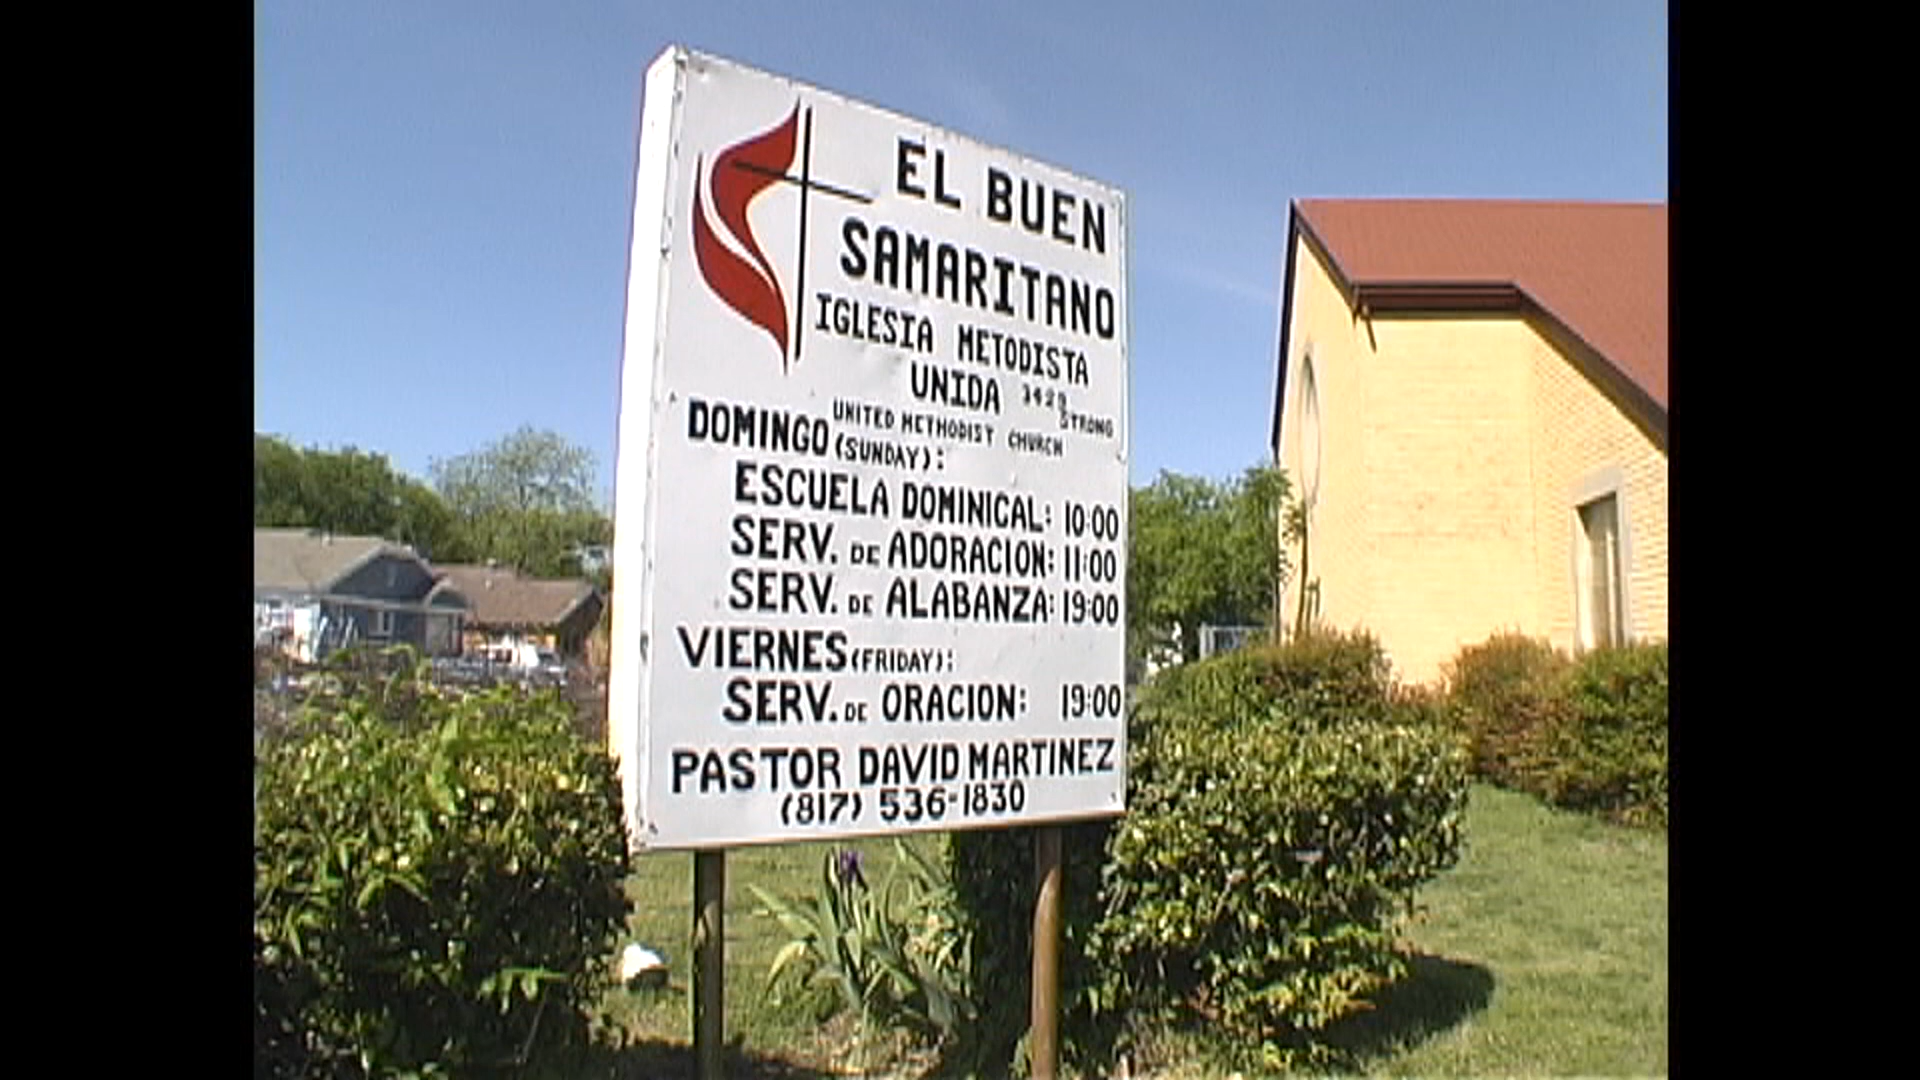 EL BUEN
SAMARITANO
IGLESIA METODISTA
UNIDA 3429 STRONG
UNITED METHODIST CHURCH
DOMINGO (SUNDAY):
ESCUELA DOMINICAL: 10:00
SERV. DE ADORACION: 11:00
SERV. DE ALABANZA: 19:00
VIERNES (FRIDAY):
SERV. DE ORACION: 19:00
PASTOR DAVID MARTINEZ
(817) 536-1830